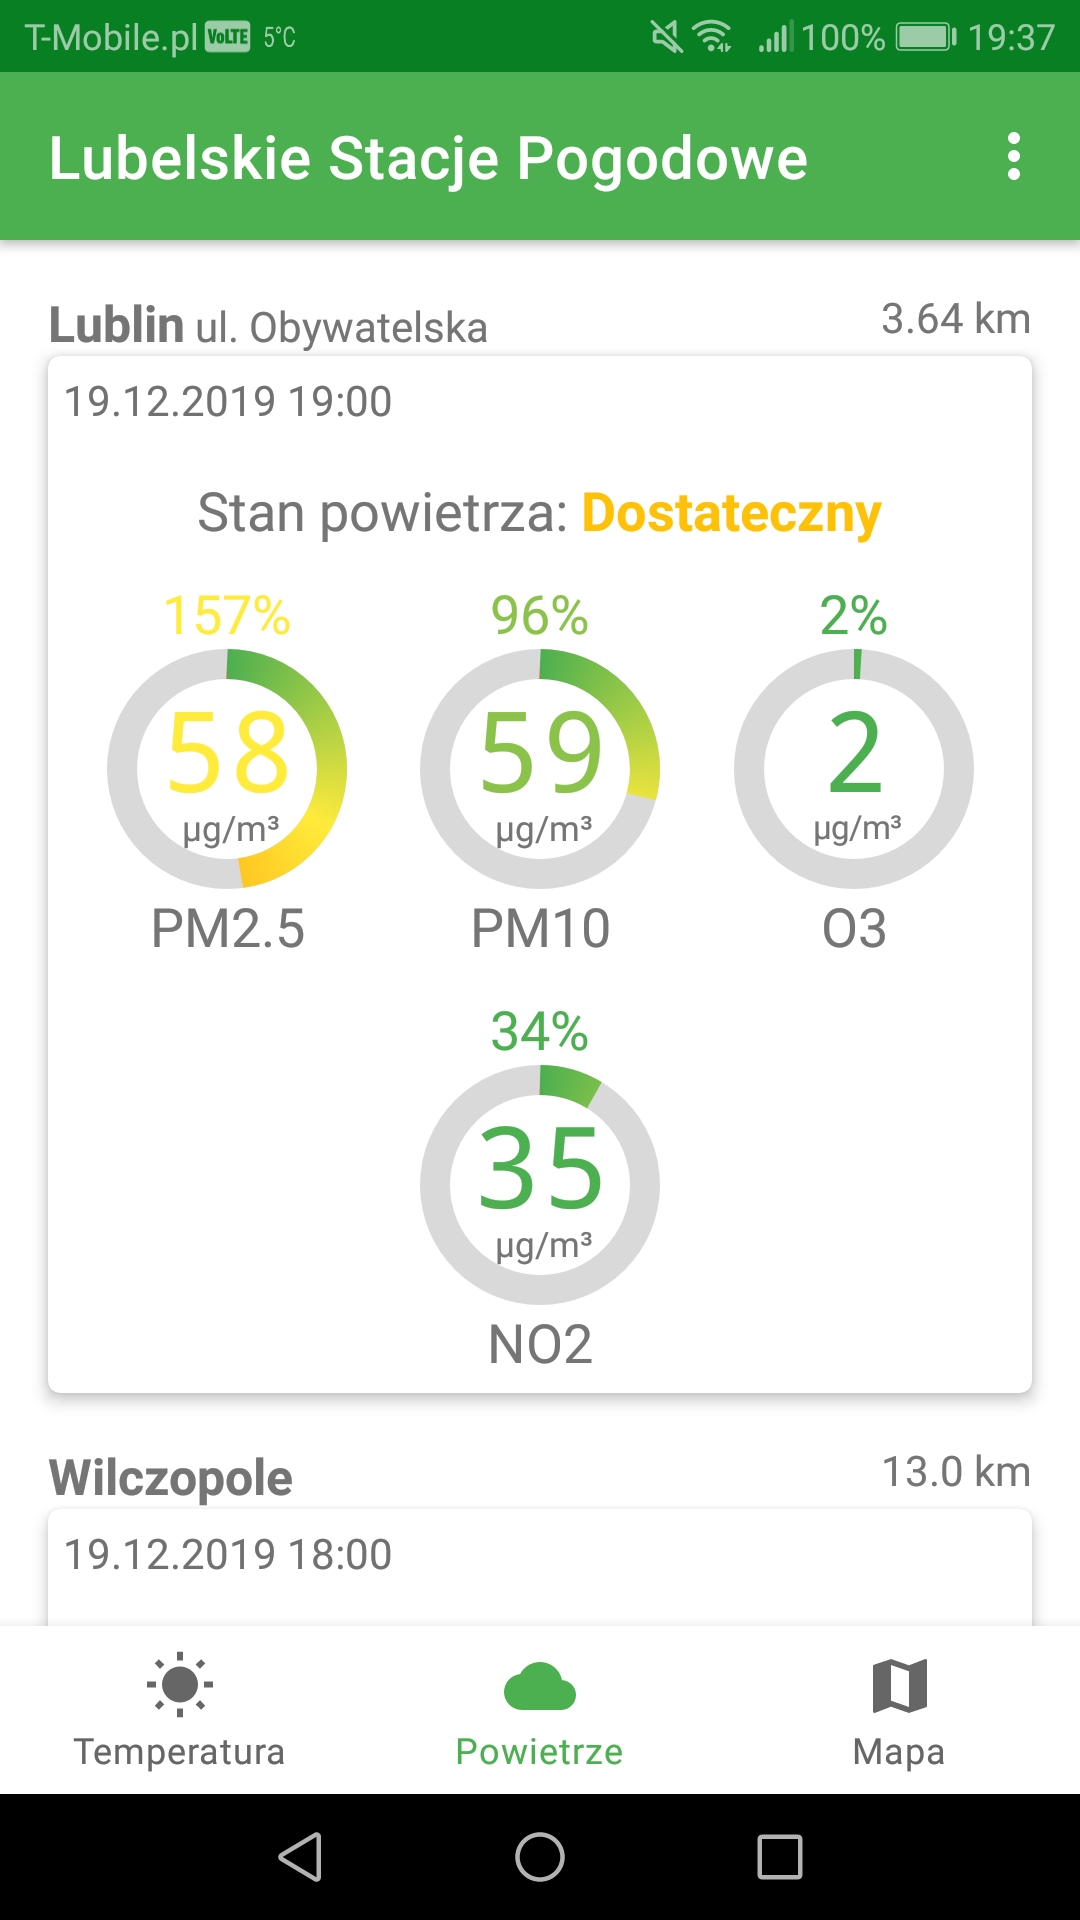 T-Mobile.pl VoLTE 5°C 100% 19:37
Lubelskie Stacje Pogodowe
Lublin ul. Obywatelska 3.64 km
19.12.2019 19:00
Stan powietrza: Dostateczny
157% 96% 2%
58 59 2
µg/m³ µg/m³ µg/m³
PM2.5 PM10 O3
34%
35
µg/m³
NO2
Wilczopole 13.0 km
19.12.2019 18:00
Temperatura Powietrze Mapa